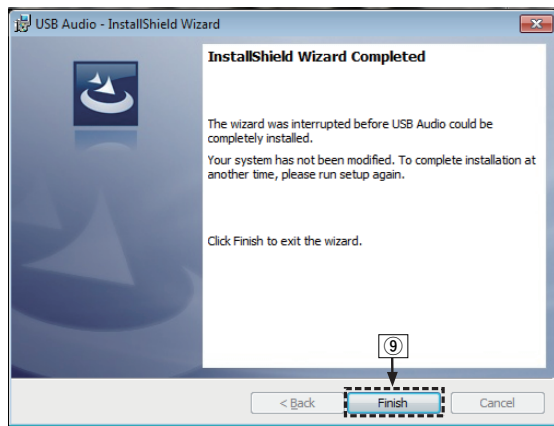 USB Audio - InstallShield Wizard
InstallShield Wizard Completed
The wizard was interrupted before USB Audio could be
completely installed.
Your system has not been modified. To complete installation at
another time, please run setup again.
Click Finish to exit the wizard.
⑨
< Back Finish Cancel